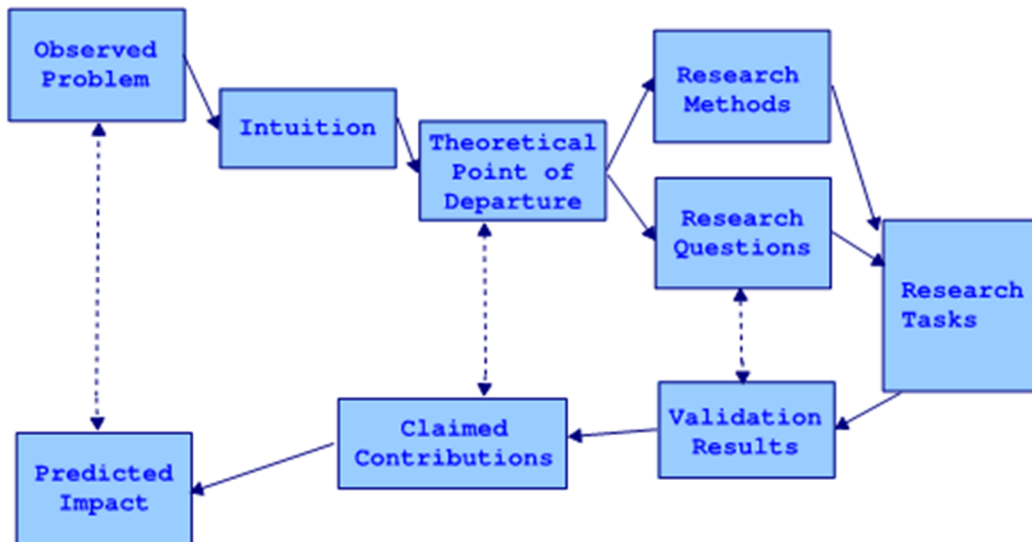 Observed
Problem
Intuition
Theoretical
Point of
Departure
Research
Methods
Research
Questions
Research
Tasks
Validation
Results
Claimed
Contributions
Predicted
Impact